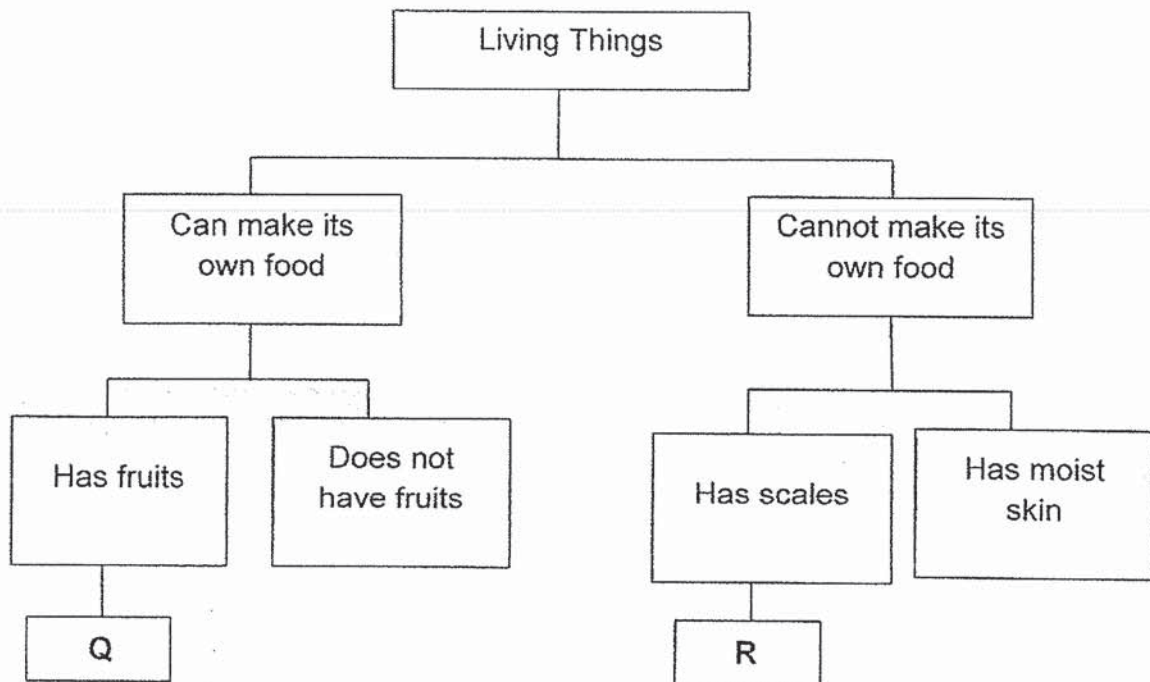 Living Things
Can make its
own food
Cannot make its
own food
Has fruits
Does not
have fruits
Has scales
Has moist
skin
Q
R